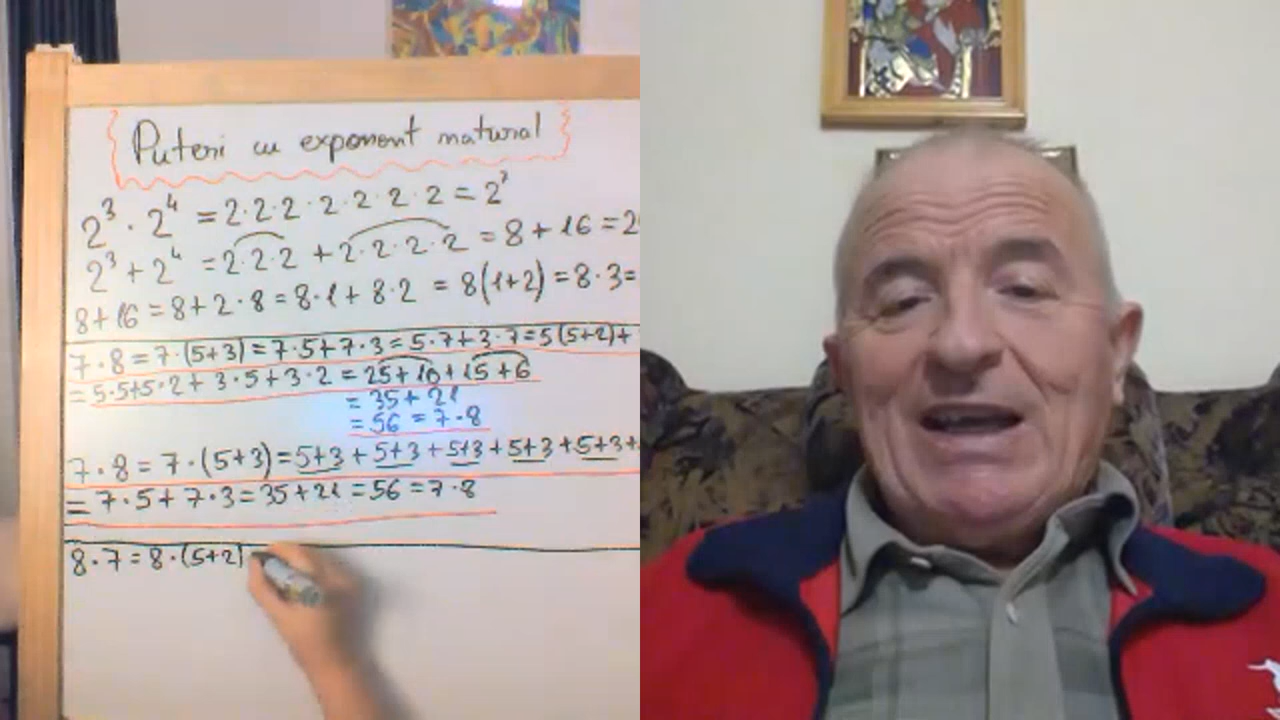 Puteri cu exponent natural
2³ · 2⁴ = 2·2·2·2·2·2·2 = 2⁷
2³ + 2⁴ = 2·2·2 + 2·2·2·2 = 8 + 16 = 2
8 + 16 = 8 + 2·8 = 8·1 + 8·2 = 8(1+2) = 8·3 =
7·8 = 7·(5+3) = 7·5 + 7·3 = 5·7 + 3·7 = 5(5+2) +
= 5·5+5·2 + 3·5 + 3·2 = 25+10+15+6
= 35 + 21
= 56 = 7·8
7·8 = 7·(5+3) = 5+3 + 5+3 + 5+3 + 5+3 + 5+3 +
= 7·5 + 7·3 = 35 + 21 = 56 = 7·8
8·7 = 8·(5+2)